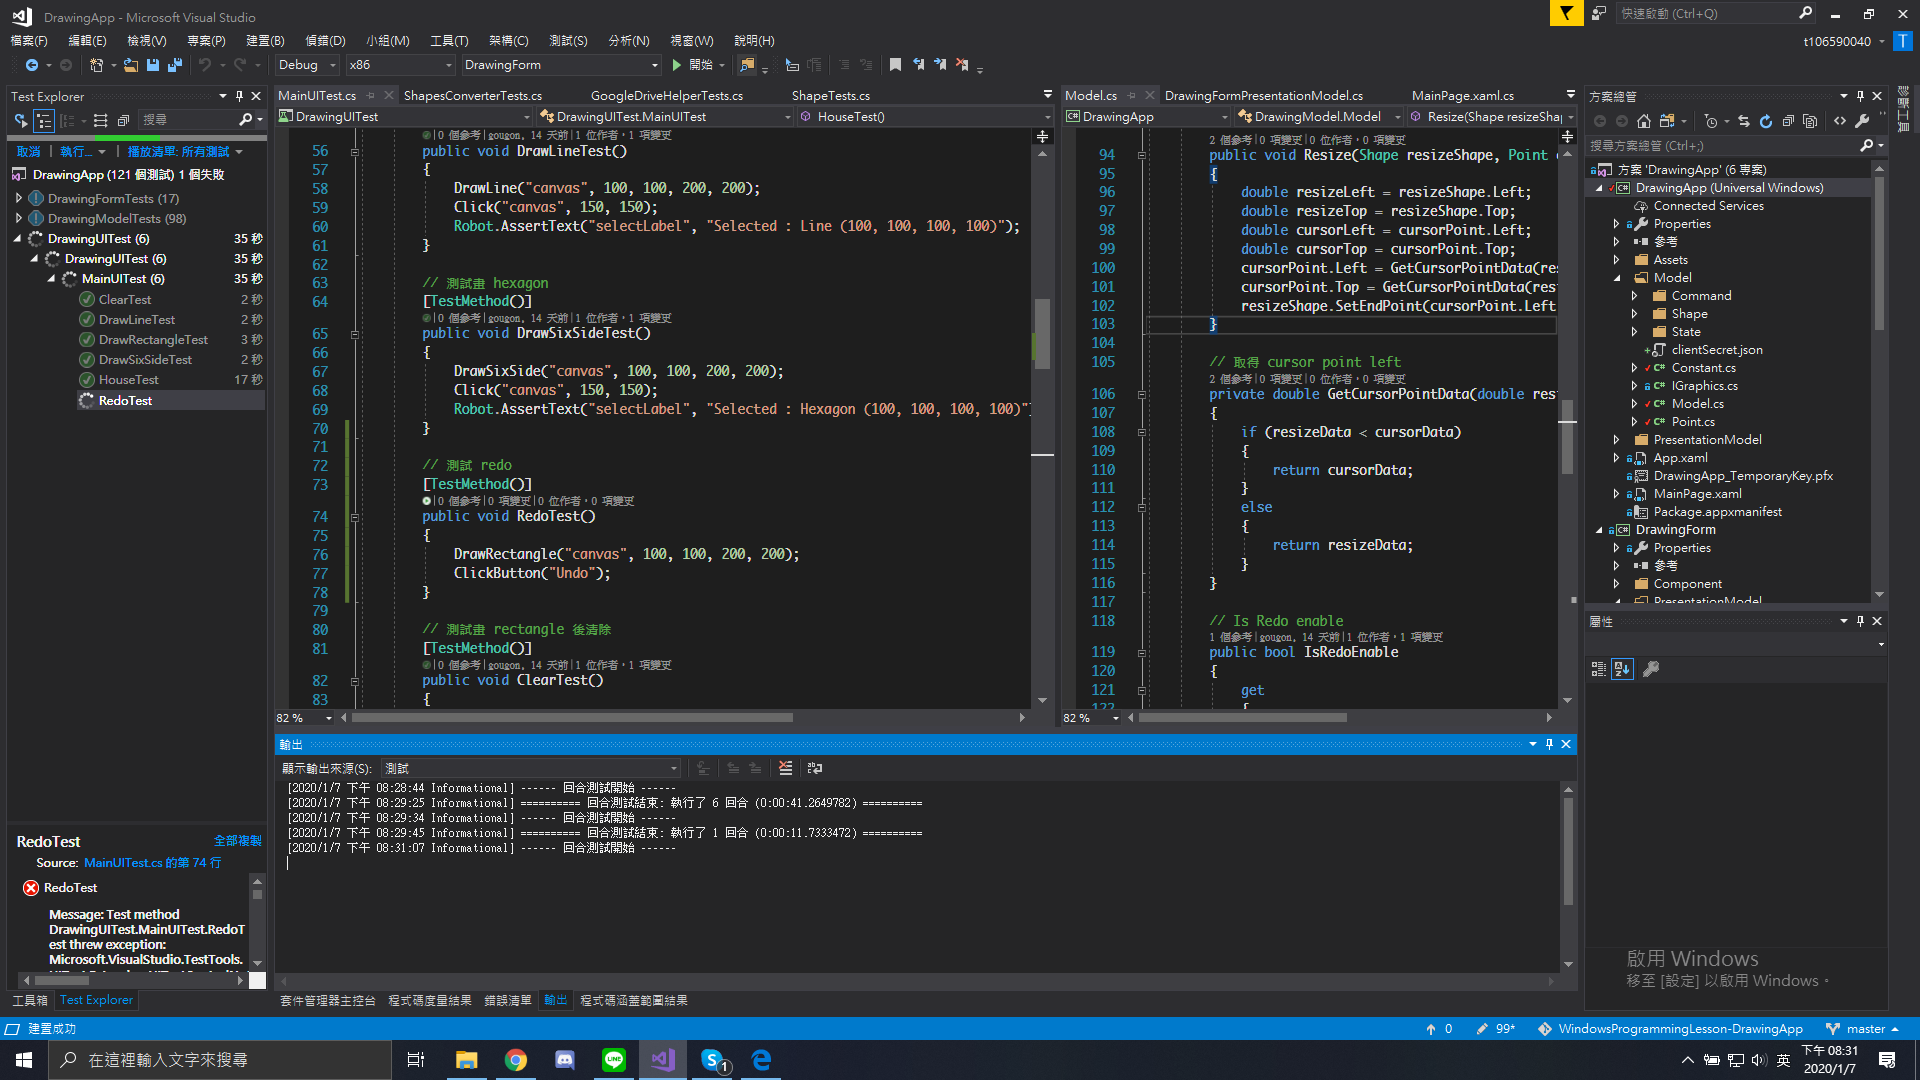 DrawingApp - Microsoft Visual Studio
快速啟動 (Ctrl+Q)
檔案(F) 編輯(E) 檢視(V) 專案(P) 建置(B) 偵錯(D) 小組(M) 工具(T) 架構(C) 測試(S) 分析(N) 視窗(W) 說明(H)
t106590040
T
Debug x86 DrawingForm 開始
Test Explorer
搜尋
取消 執行... 播放清單: 所有測試
DrawingApp (121 個測試) 1 個失敗
DrawingFormTests (17)
DrawingModelTests (98)
DrawingUITest (6) 35 秒
DrawingUITest (6) 35 秒
MainUITest (6) 35 秒
ClearTest 2 秒
DrawLineTest 2 秒
DrawRectangleTest 3 秒
DrawSixSideTest 2 秒
HouseTest 17 秒
RedoTest
RedoTest 全部複製
Source: MainUITest.cs 的第 74 行
RedoTest
Message: Test method
DrawingUITest.MainUITest.RedoT
est threw exception:
Microsoft.VisualStudio.TestTools.
工具箱 Test Explorer
MainUITest.cs ShapesConverterTests.cs GoogleDriveHelperTests.cs ShapeTests.cs
DrawingUITest DrawingUITest.MainUITest HouseTest()
0 個參考|gougon, 14 天前|1 位作者，1 項變更
56 public void DrawLineTest()
57 {
58 DrawLine("canvas", 100, 100, 200, 200);
59 Click("canvas", 150, 150);
60 Robot.AssertText("selectLabel", "Selected : Line (100, 100, 100, 100)");
61 }
62
63 // 測試畫 hexagon
64 [TestMethod()]
0 個參考|gougon, 14 天前|1 位作者，1 項變更
65 public void DrawSixSideTest()
66 {
67 DrawSixSide("canvas", 100, 100, 200, 200);
68 Click("canvas", 150, 150);
69 Robot.AssertText("selectLabel", "Selected : Hexagon (100, 100, 100, 100)"
70 }
71
72 // 測試 redo
73 [TestMethod()]
0 個參考|0 項變更|0 位作者，0 項變更
74 public void RedoTest()
75 {
76 DrawRectangle("canvas", 100, 100, 200, 200);
77 ClickButton("Undo");
78 }
79
80 // 測試畫 rectangle 後清除
81 [TestMethod()]
0 個參考|gougon, 14 天前|1 位作者，1 項變更
82 public void ClearTest()
83 {
82 %
Model.cs DrawingFormPresentationModel.cs MainPage.xaml.cs
DrawingApp DrawingModel.Model Resize(Shape resizeShap
2 個參考|0 項變更|0 位作者，0 項變更
94 public void Resize(Shape resizeShape, Point
95 {
96 double resizeLeft = resizeShape.Left;
97 double resizeTop = resizeShape.Top;
98 double cursorLeft = cursorPoint.Left;
99 double cursorTop = cursorPoint.Top;
100 cursorPoint.Left = GetCursorPointData(res
101 cursorPoint.Top = GetCursorPointData(res
102 resizeShape.SetEndPoint(cursorPoint.Left
103 }
104
105 // 取得 cursor point left
2 個參考|0 項變更|0 位作者，0 項變更
106 private double GetCursorPointData(double res
107 {
108 if (resizeData < cursorData)
109 {
110 return cursorData;
111 }
112 else
113 {
114 return resizeData;
115 }
116 }
117
118 // Is Redo enable
1 個參考|gougon, 14 天前|1 位作者，1 項變更
119 public bool IsRedoEnable
120 {
121 get
122 {
82 %
輸出
顯示輸出來源(S): 測試
[2020/1/7 下午 08:28:44 Informational] ------ 回合測試開始 ------
[2020/1/7 下午 08:29:25 Informational] ========== 回合測試結束: 執行了 6 回合 (0:00:41.2649782) ==========
[2020/1/7 下午 08:29:34 Informational] ------ 回合測試開始 ------
[2020/1/7 下午 08:29:45 Informational] ========== 回合測試結束: 執行了 1 回合 (0:00:11.7333472) ==========
[2020/1/7 下午 08:31:07 Informational] ------ 回合測試開始 ------
套件管理器主控台 程式碼度量結果 錯誤清單 輸出 程式碼涵蓋範圍結果
方案總管
搜尋方案總管 (Ctrl+;)
方案 'DrawingApp' (6 專案)
DrawingApp (Universal Windows)
Connected Services
Properties
參考
Assets
Model
Command
Shape
State
clientSecret.json
Constant.cs
IGraphics.cs
Model.cs
Point.cs
PresentationModel
App.xaml
DrawingApp_TemporaryKey.pfx
MainPage.xaml
Package.appxmanifest
DrawingForm
Properties
參考
Component
PresentationModel
屬性
診斷工具
啟用 Windows
移至 [設定] 以啟用 Windows。
建置成功
0 99* WindowsProgrammingLesson-DrawingApp master
在這裡輸入文字來搜尋
1
英
下午 08:31
2020/1/7